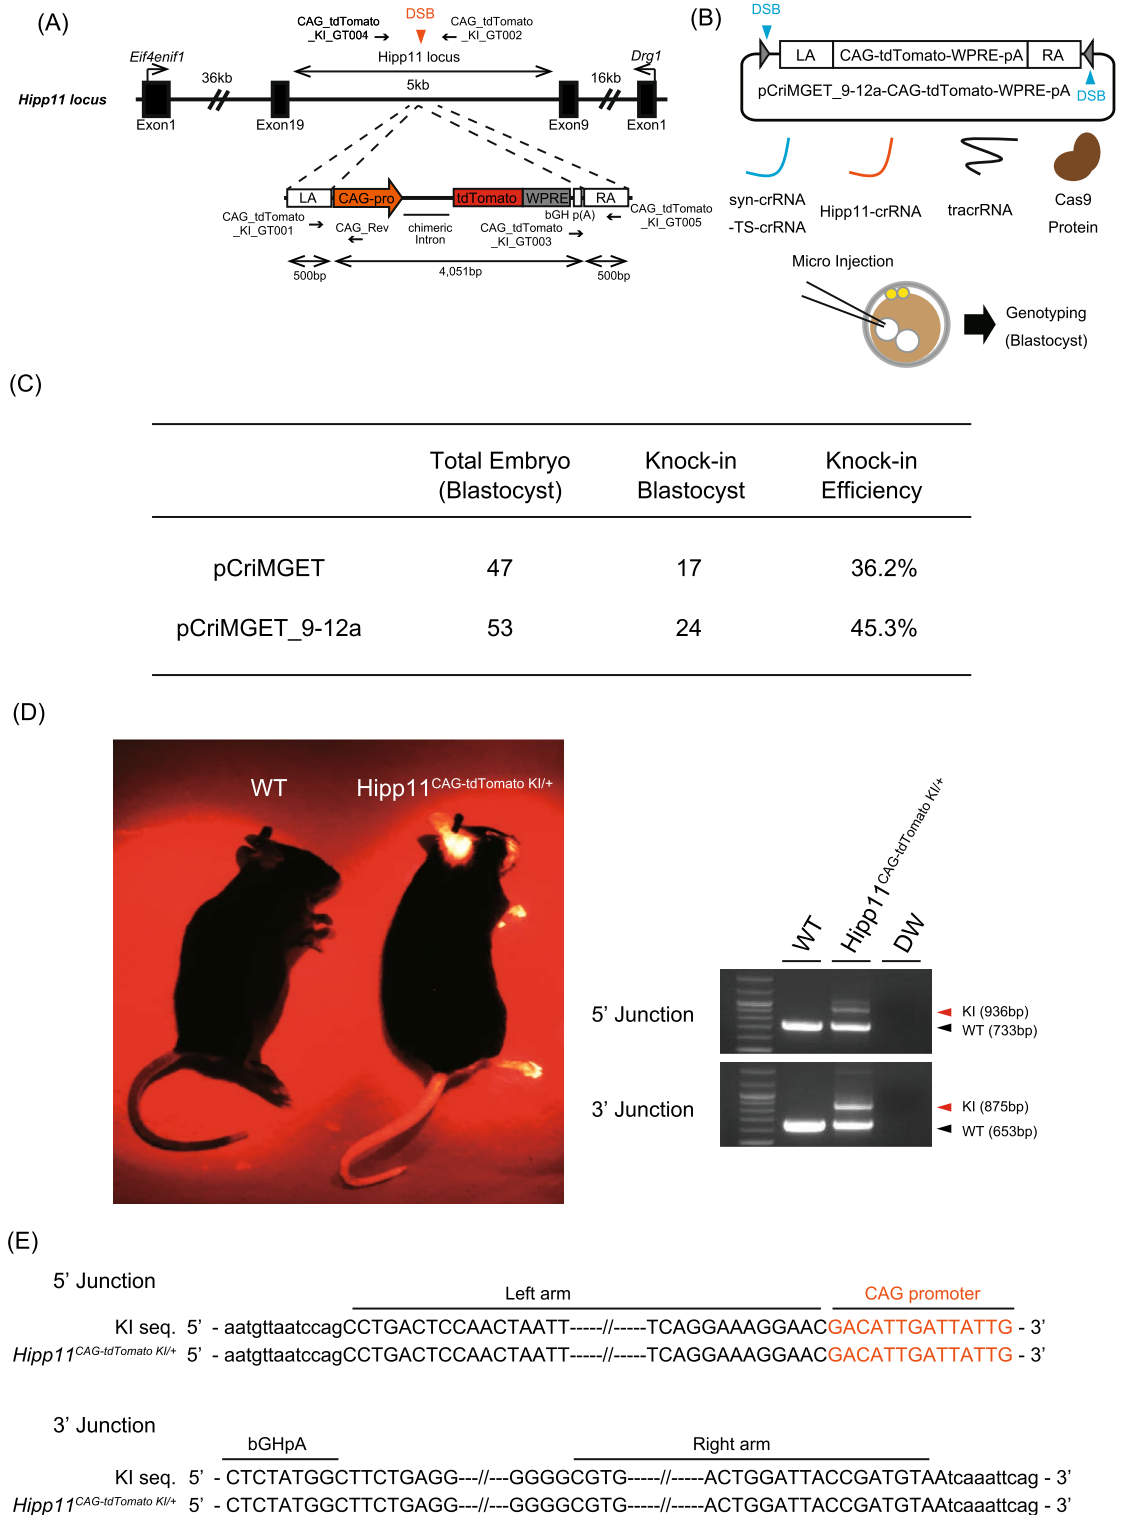 (A)
CAG_tdTomato
_KI_GT004
DSB
CAG_tdTomato
_KI_GT002
Eif4enif1
Hipp11 locus
Drg1
36kb
5kb
16kb
Hipp11 locus
Exon1
Exon19
Exon9
Exon1
LA
CAG-pro
tdTomato
WPRE
RA
bGH p(A)
CAG_tdTomato
_KI_GT001
CAG_Rev
chimeric
Intron
CAG_tdTomato
_KI_GT003
CAG_tdTomato
_KI_GT005
500bp
4,051bp
500bp
(B)
DSB
LA
CAG-tdTomato-WPRE-pA
RA
pCriMGET_9-12a-CAG-tdTomato-WPRE-pA
DSB
syn-crRNA
-TS-crRNA
Hipp11-crRNA
tracrRNA
Cas9
Protein
Micro Injection
Genotyping
(Blastocyst)
(C)
Total Embryo
(Blastocyst)
Knock-in
Blastocyst
Knock-in
Efficiency
pCriMGET 47 17 36.2%
pCriMGET_9-12a 53 24 45.3%
(D)
WT
Hipp11CAG-tdTomato KI/+
WT
Hipp11CAG-tdTomato KI/+
DW
5’ Junction
KI (936bp)
WT (733bp)
3’ Junction
KI (875bp)
WT (653bp)
(E)
5’ Junction
Left arm
CAG promoter
KI seq. 5’ - aatgttaatccagCCTGACTCCAACTAATT-----//-----TCAGGAAAGGAACGACATTGATTATTG - 3’
Hipp11CAG-tdTomato KI/+ 5’ - aatgttaatccagCCTGACTCCAACTAATT-----//-----TCAGGAAAGGAACGACATTGATTATTG - 3’
3’ Junction
bGHpA
Right arm
KI seq. 5’ - CTCTATGGCTTCTGAGG---//---GGGGCGTG-----//-----ACTGGATTACCGATGTAAtcaaattcag - 3’
Hipp11CAG-tdTomato KI/+ 5’ - CTCTATGGCTTCTGAGG---//---GGGGCGTG-----//-----ACTGGATTACCGATGTAAtcaaattcag - 3’